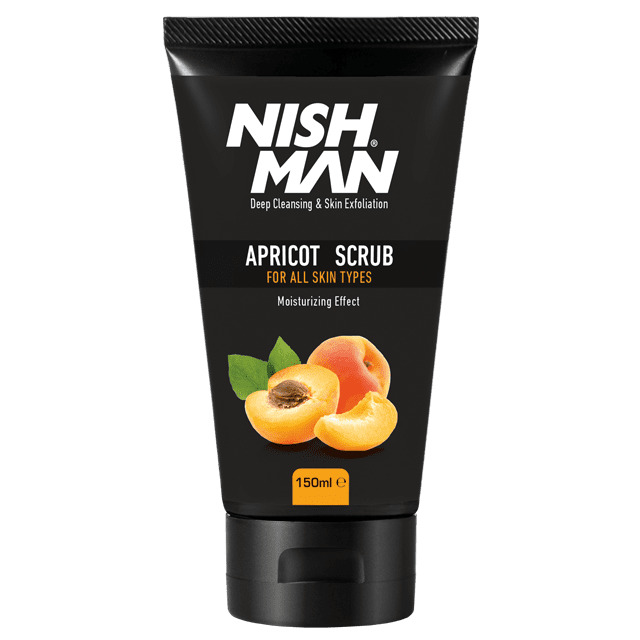 NISH
MAN®
Deep Cleansing & Skin Exfoliation
APRICOT SCRUB
FOR ALL SKIN TYPES
Moisturizing Effect
150ml ℮